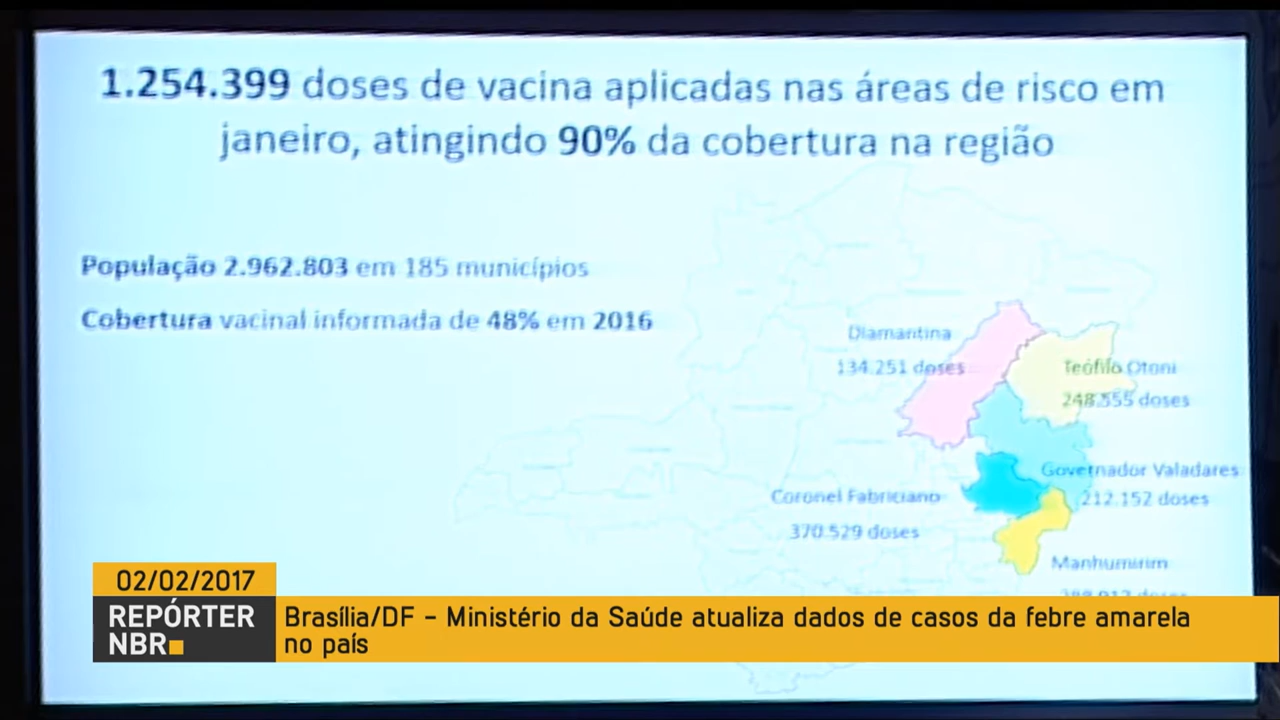 1.254.399 doses de vacina aplicadas nas áreas de risco em
janeiro, atingindo 90% da cobertura na região
População 2.962.803 em 185 municípios
Cobertura vacinal informada de 48% em 2016
Diamantina
134.251 doses
Teófilo Otoni
248.555 doses
Governador Valadares
212.152 doses
Coronel Fabriciano
370.529 doses
Manhumirim
02/02/2017
REPÓRTER
NBR
Brasília/DF – Ministério da Saúde atualiza dados de casos da febre amarela
no país